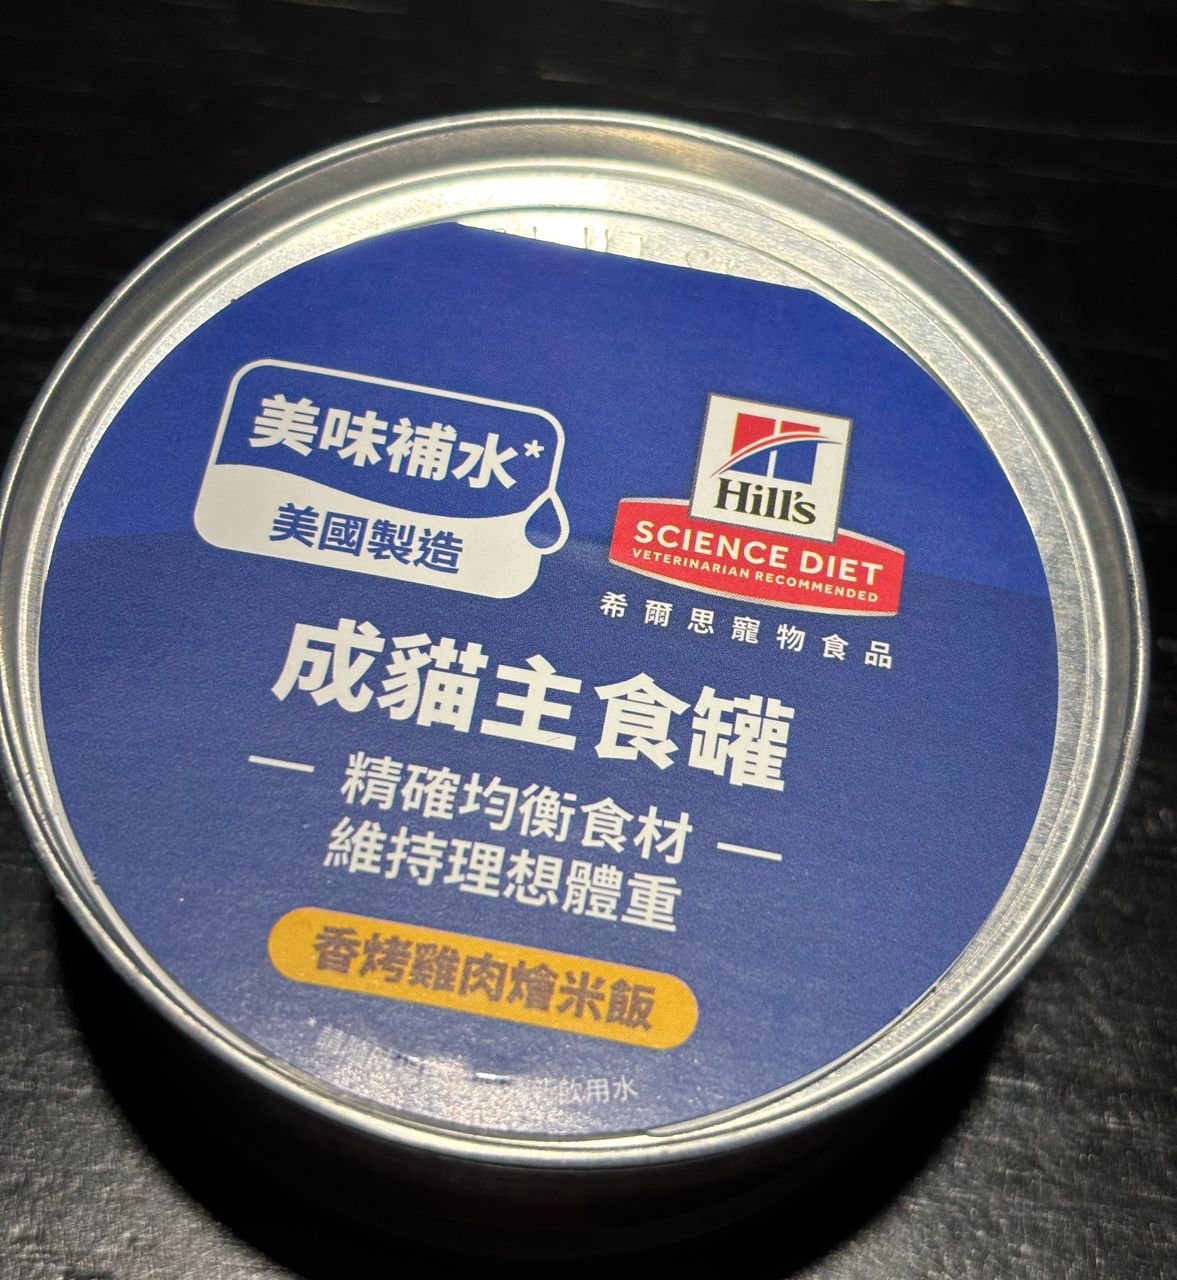 美味補水*
美國製造
Hill's
SCIENCE DIET
VETERINARIAN RECOMMENDED
希爾思寵物食品
成貓主食罐
精確均衡食材
維持理想體重
香烤雞肉燴米飯
飲用水